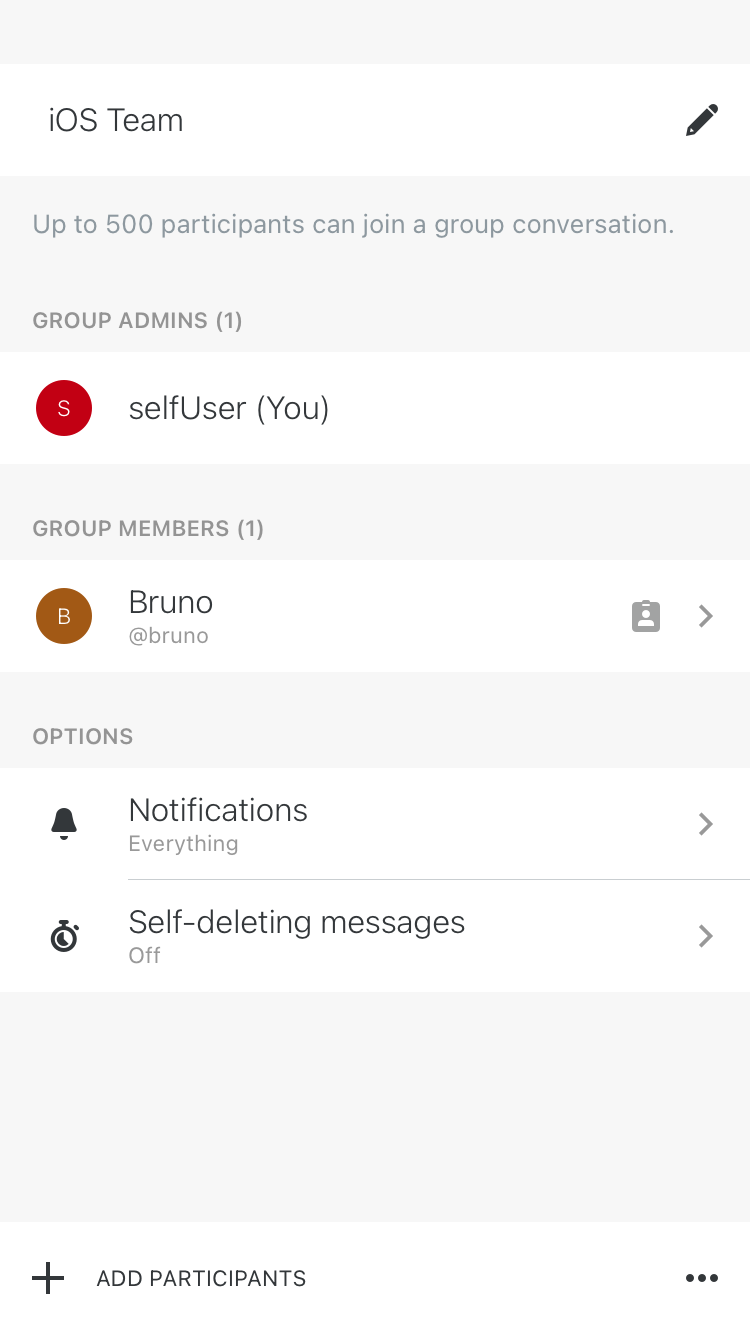 iOS Team
Up to 500 participants can join a group conversation.
GROUP ADMINS (1)
S
selfUser (You)
GROUP MEMBERS (1)
B
Bruno
@bruno
OPTIONS
Notifications
Everything
Self-deleting messages
Off
ADD PARTICIPANTS